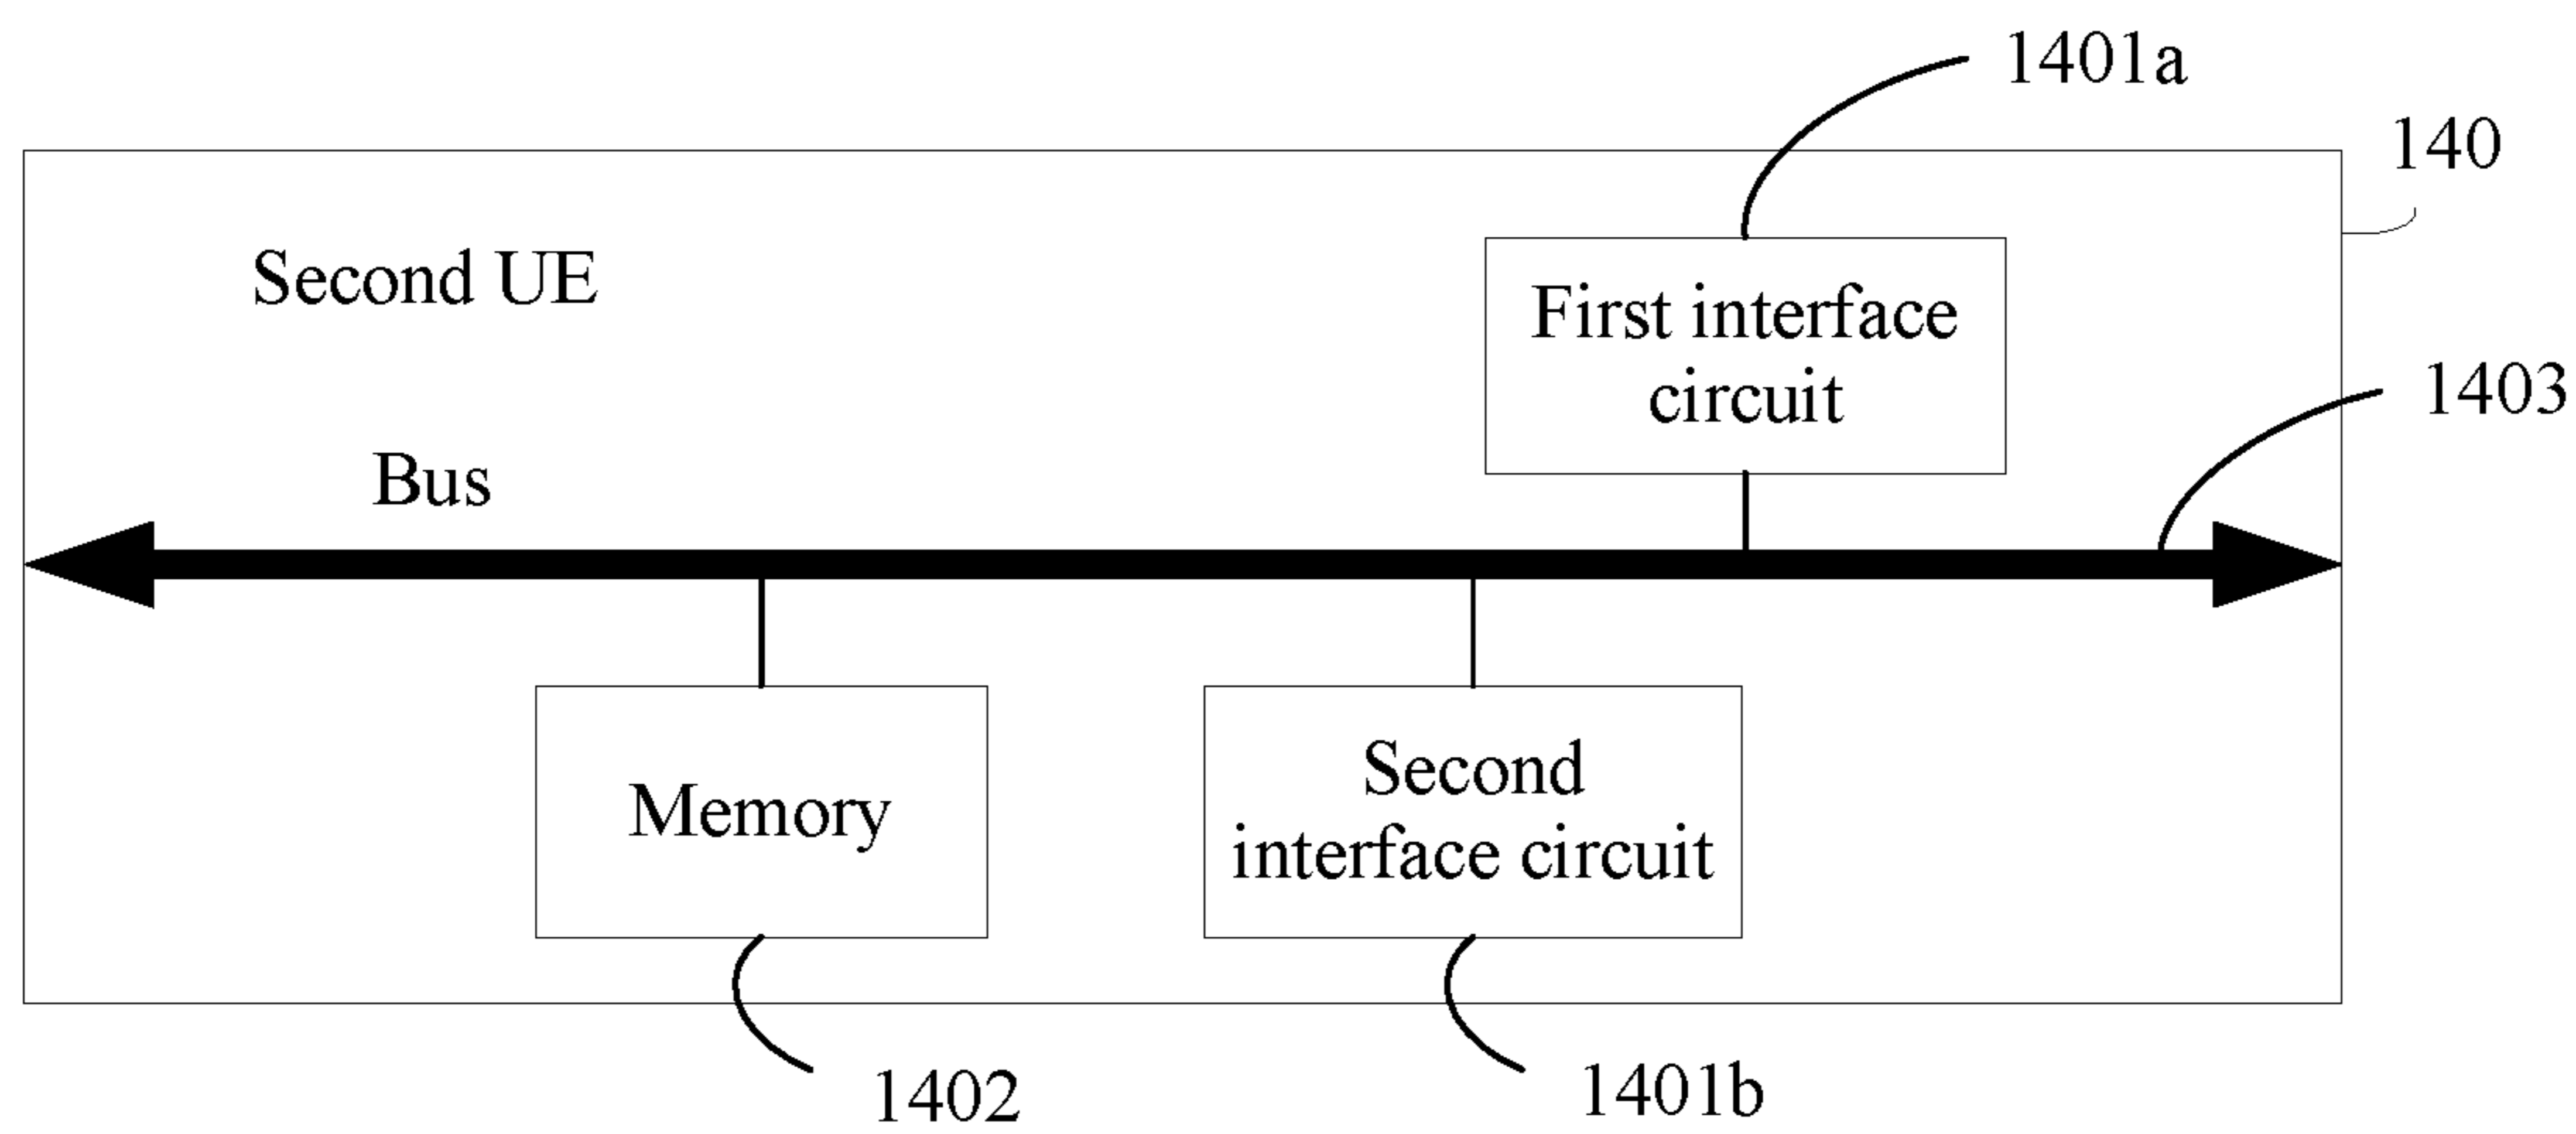 1401a
140
Second UE
First interface
circuit
1403
Bus
Memory
Second
interface circuit
1402
1401b